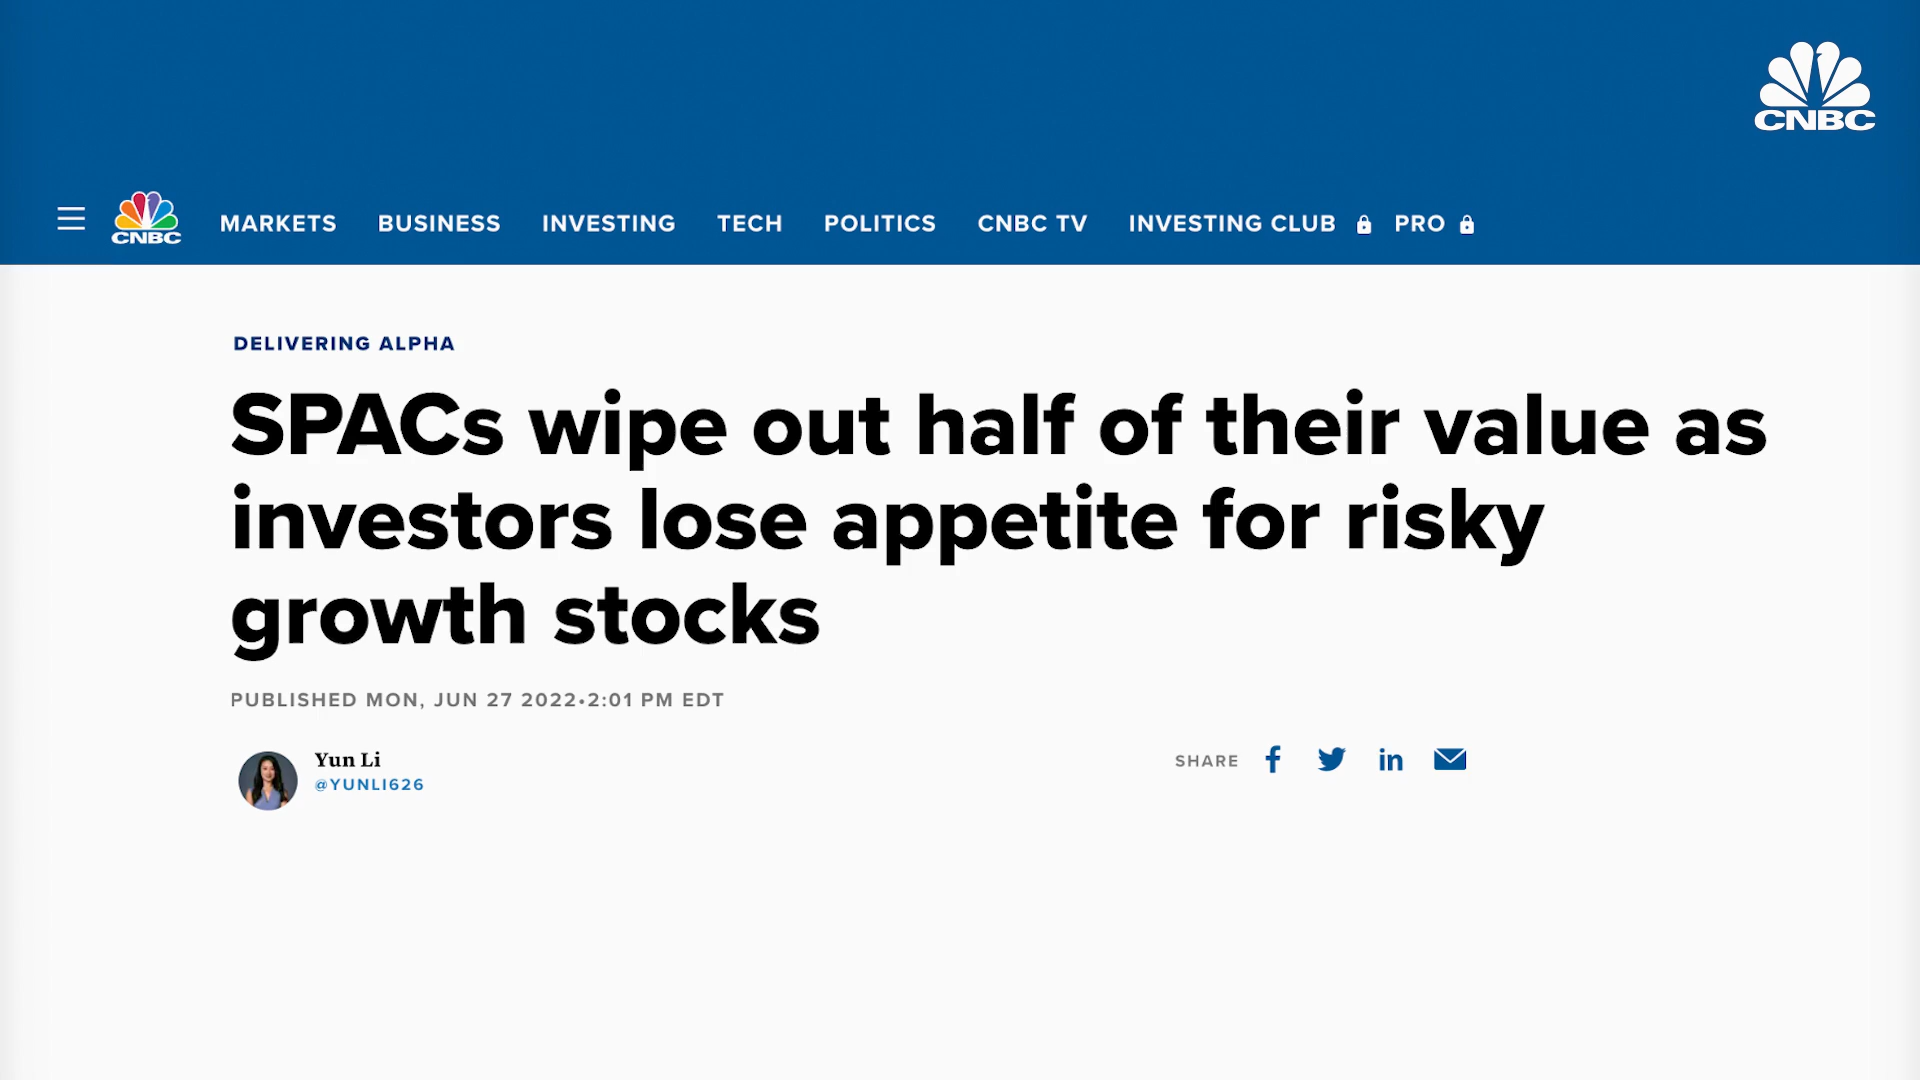 CNBC
CNBC MARKETS BUSINESS INVESTING TECH POLITICS CNBC TV INVESTING CLUB PRO
DELIVERING ALPHA
SPACs wipe out half of their value as
investors lose appetite for risky
growth stocks
PUBLISHED MON, JUN 27 2022•2:01 PM EDT
Yun Li
@YUNLI626
SHARE f in